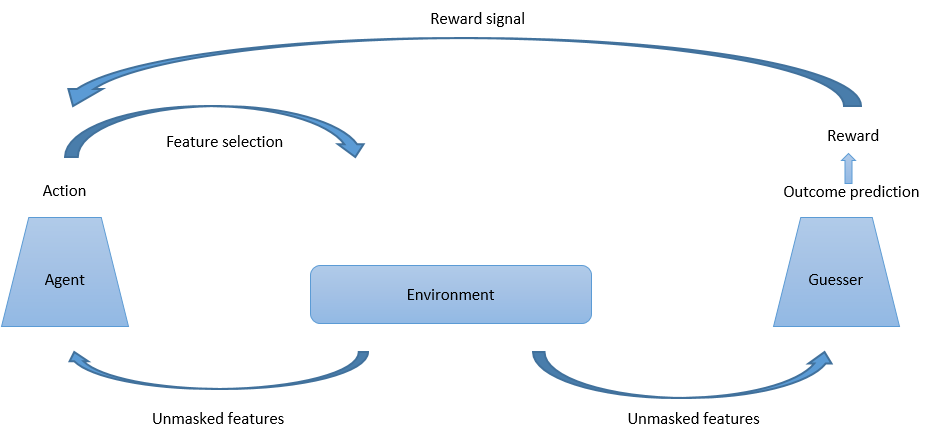 Reward signal
Feature selection
Reward
Action
Outcome prediction
Agent
Environment
Guesser
Unmasked features
Unmasked features